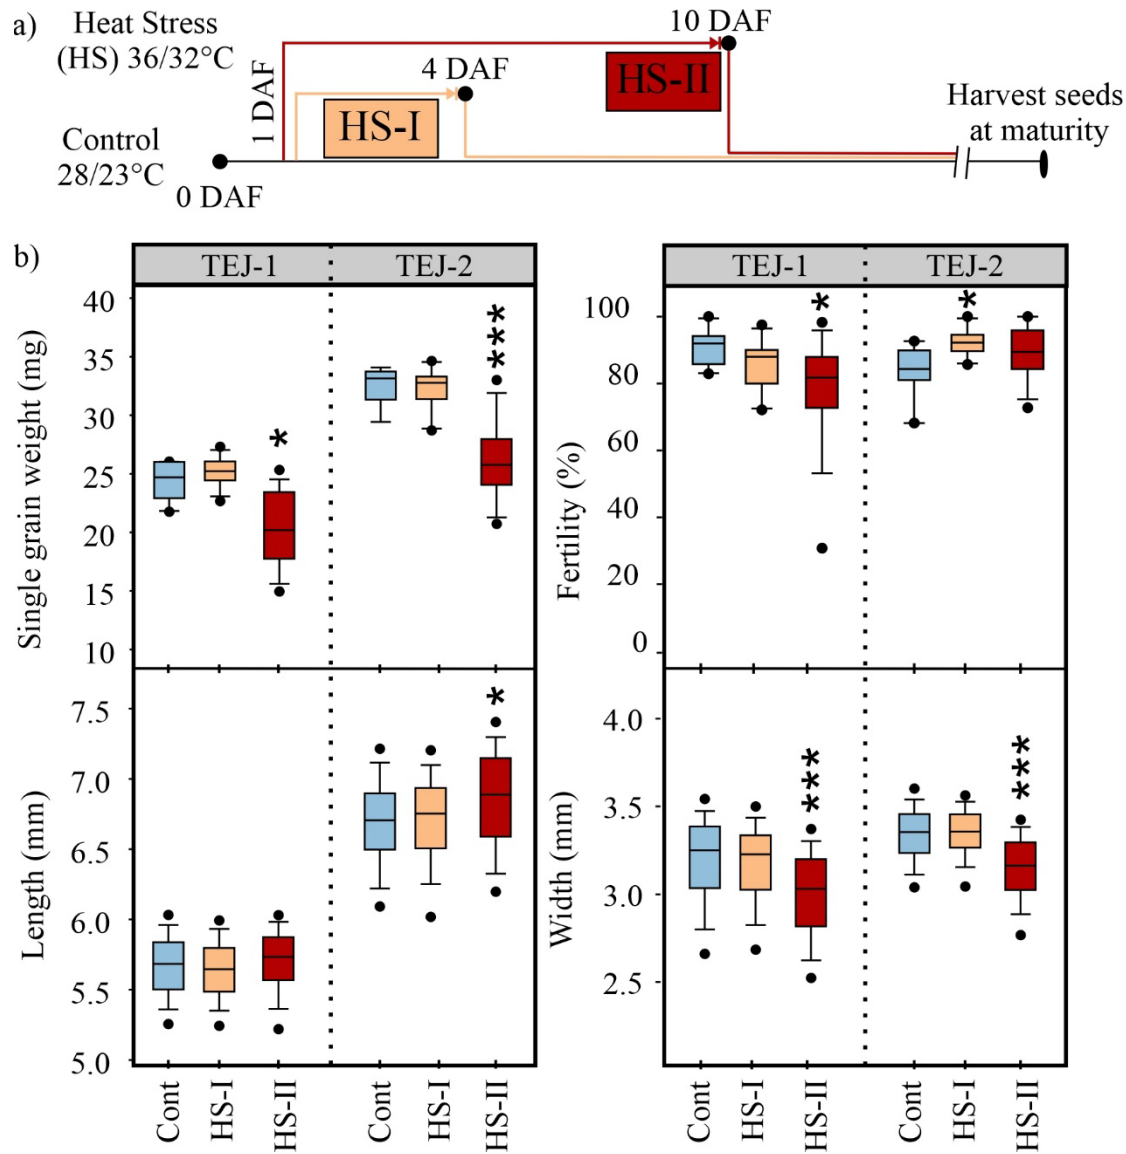 a)
Heat Stress
(HS) 36/32°C
1 DAF
4 DAF
10 DAF
HS-I
HS-II
Control
28/23°C
0 DAF
Harvest seeds
at maturity
b)
TEJ-1 TEJ-2
Single grain weight (mg)
40
35
30
25
20
15
10
*
***
TEJ-1 TEJ-2
Fertility (%)
100
80
60
40
20
0
*
*
Length (mm)
7.5
7.0
6.5
6.0
5.5
5.0
*
Cont HS-I HS-II Cont HS-I HS-II
Width (mm)
4.0
3.5
3.0
2.5
***
***
Cont HS-I HS-II Cont HS-I HS-II